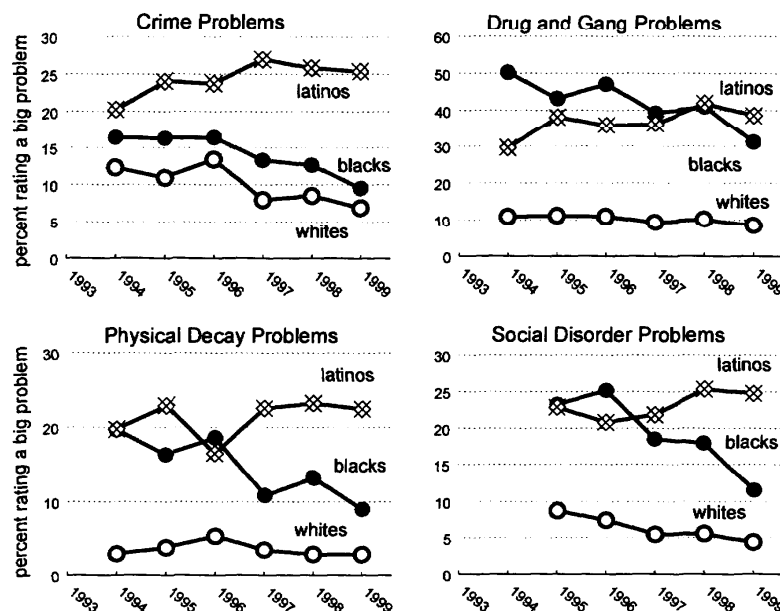 Crime Problems
percent rating a big problem
30
25
20
15
10
5
0
latinos
blacks
whites
1993 1994 1995 1996 1997 1998 1999
Drug and Gang Problems
60
50
40
30
20
10
0
latinos
blacks
whites
1993 1994 1995 1996 1997 1998 1999
Physical Decay Problems
percent rating a big problem
30
20
10
0
latinos
blacks
whites
1993 1994 1995 1996 1997 1998 1999
Social Disorder Problems
30
25
20
15
10
5
0
latinos
blacks
whites
1993 1994 1995 1996 1997 1998 1999